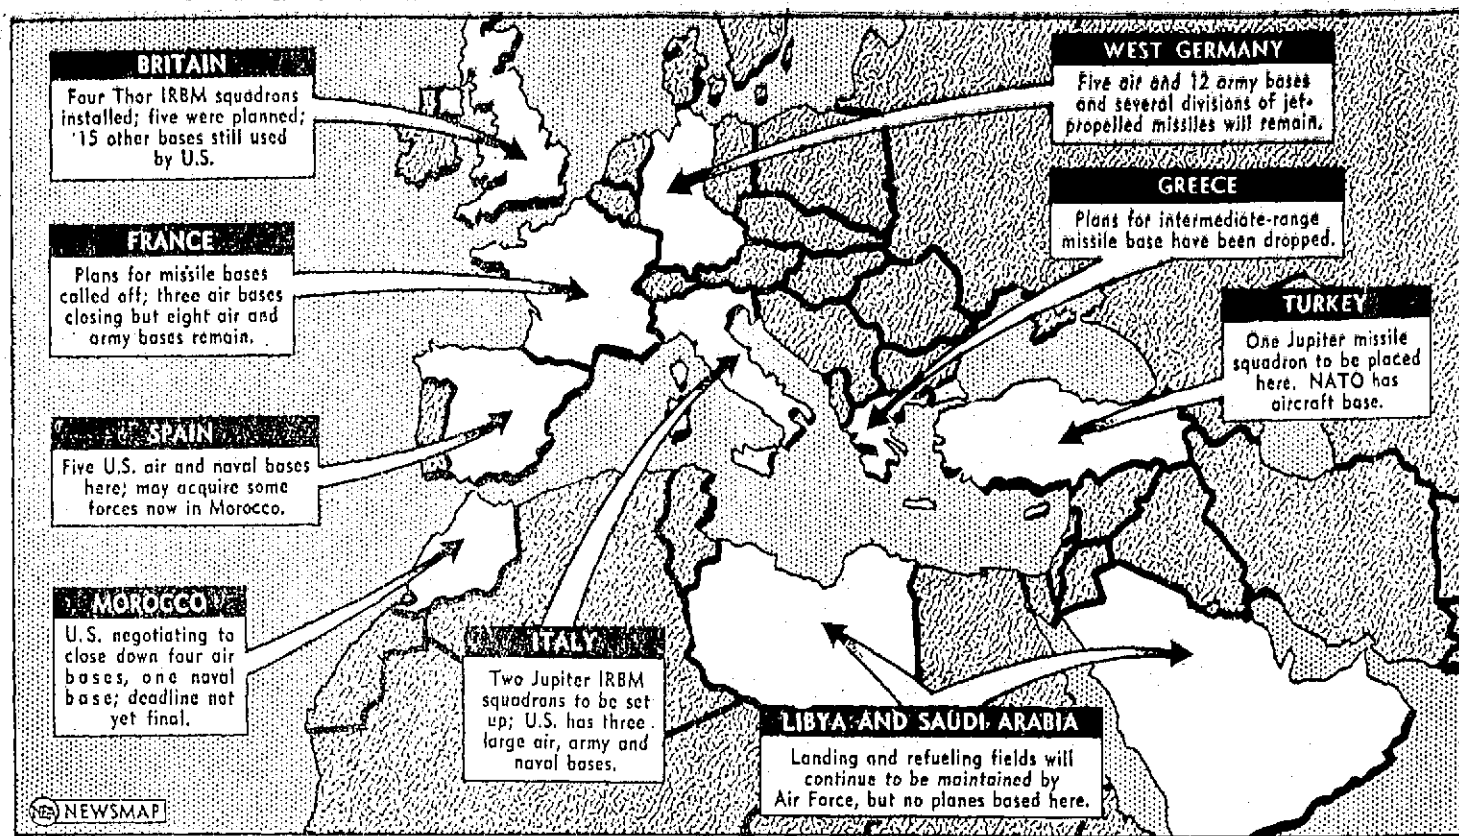 BRITAIN
Four Thor IRBM squadrons
installed; five were planned;
'15 other bases still used
by U.S.
FRANCE
Plans for missile bases
called off; three air bases
closing but eight air and
army bases remain.
SPAIN
Five U.S. air and naval bases
here; may acquire some
forces now in Morocco.
MOROCCO
U.S. negotiating to
close down four air
bases, one naval
base; deadline not
yet final.
ITALY
Two Jupiter IRBM
squadrons to be set
up; U.S. has three
large air, army and
naval bases.
LIBYA AND SAUDI ARABIA
Landing and refueling fields will
continue to be maintained by
Air Force, but no planes based here.
WEST GERMANY
Five air and 12 army bases
and several divisions of jet-
propelled missiles will remain.
GREECE
Plans for intermediate-range
missile base have been dropped.
TURKEY
One Jupiter missile
squadron to be placed
here. NATO has
aircraft base.
NEA NEWSMAP